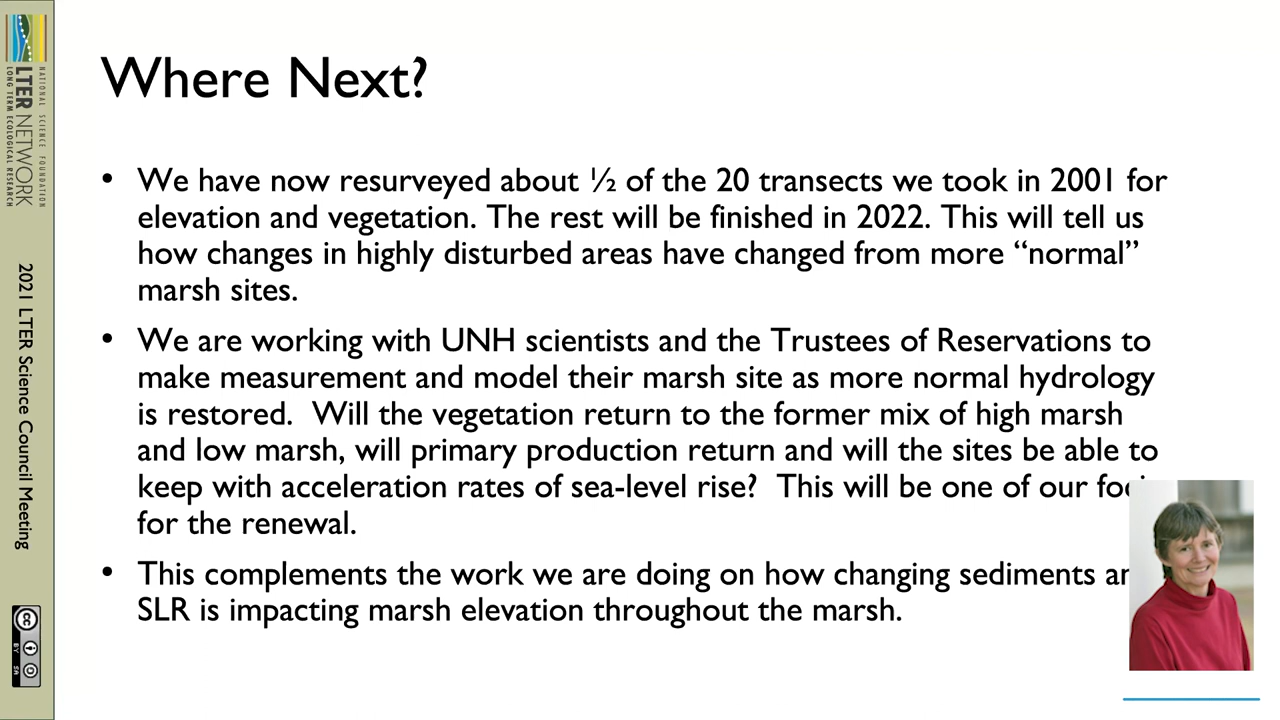 Where Next?
• We have now resurveyed about ½ of the 20 transects we took in 2001 for
elevation and vegetation. The rest will be finished in 2022. This will tell us
how changes in highly disturbed areas have changed from more “normal”
marsh sites.
• We are working with UNH scientists and the Trustees of Reservations to
make measurement and model their marsh site as more normal hydrology
is restored.  Will the vegetation return to the former mix of high marsh
and low marsh, will primary production return and will the sites be able to
keep with acceleration rates of sea-level rise?  This will be one of our
for the renewal.
• This complements the work we are doing on how changing sediments
SLR is impacting marsh elevation throughout the marsh.
NATIONAL SCIENCE FOUNDATION
LTER NETWORK
LONG TERM ECOLOGICAL RESEARCH
2021 LTER Science Council Meeting
cc
BY SA